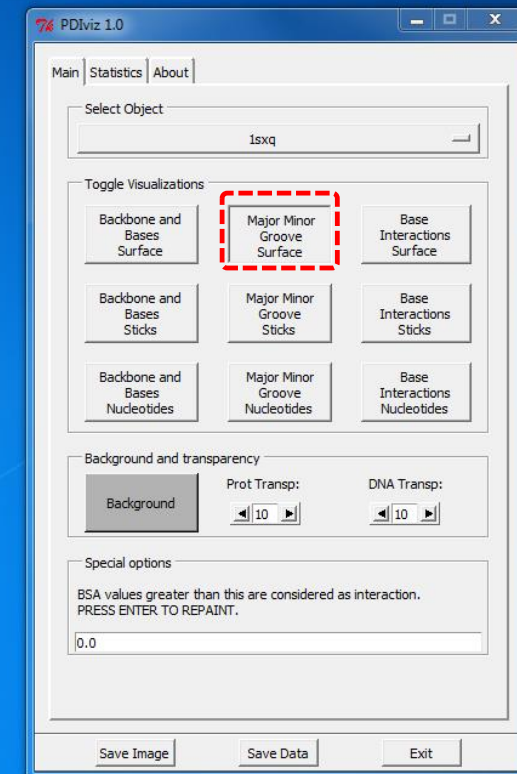 PDIviz 1.0
Main Statistics About
Select Object
1sxq
Toggle Visualizations
Backbone and
Bases
Surface
Major Minor
Groove
Surface
Base
Interactions
Surface
Backbone and
Bases
Sticks
Major Minor
Groove
Sticks
Base
Interactions
Sticks
Backbone and
Bases
Nucleotides
Major Minor
Groove
Nucleotides
Base
Interactions
Nucleotides
Background and transparency
Background
Prot Transp:
10
DNA Transp:
10
Special options
BSA values greater than this are considered as interaction.
PRESS ENTER TO REPAINT.
0.0
Save Image Save Data Exit